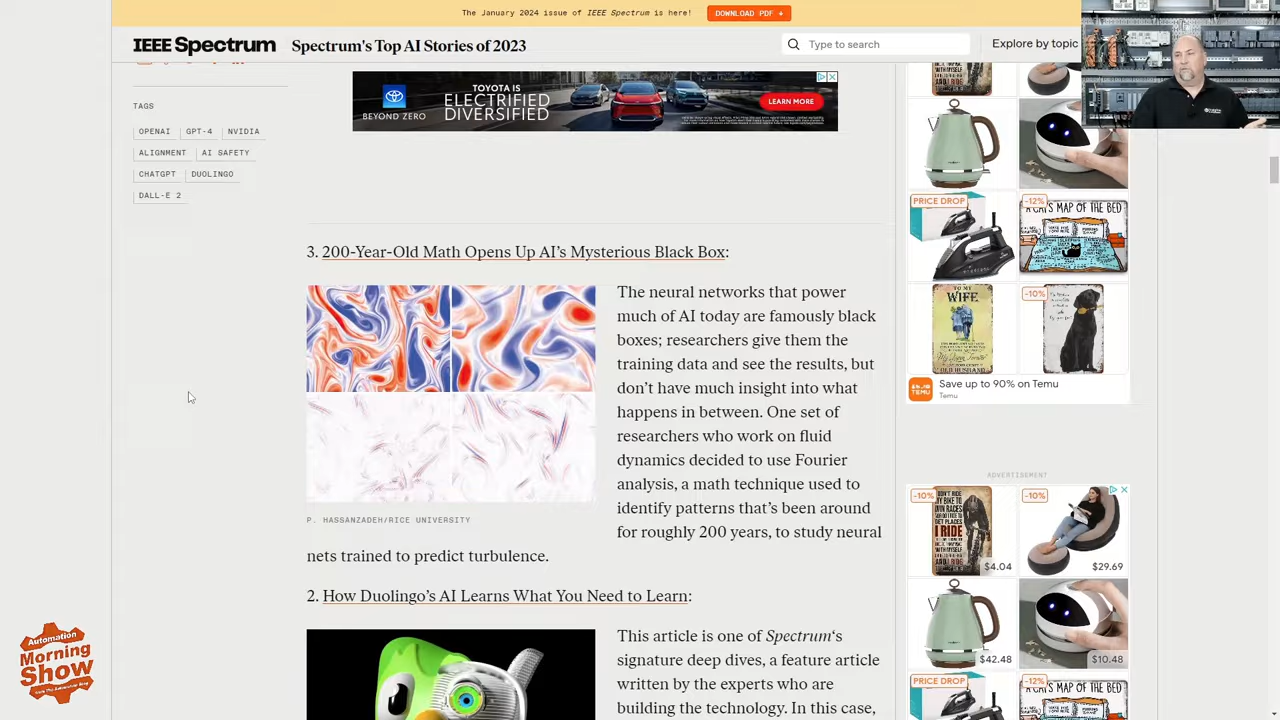 The January 2024 issue of IEEE Spectrum is here!
DOWNLOAD PDF
IEEE Spectrum
Spectrum's Top AI Stories of 2023
Type to search
Explore by topic
TAGS
OPENAI
GPT-4
NVIDIA
ALIGNMENT
AI SAFETY
CHATGPT
DUOLINGO
DALL-E 2
TOYOTA IS
BEYOND ZERO
ELECTRIFIED
DIVERSIFIED
LEARN MORE
3. 200-Year-Old Math Opens Up AI's Mysterious Black Box:
The neural networks that power
much of AI today are famously black
boxes; researchers give them the
training data and see the results, but
don't have much insight into what
happens in between. One set of
researchers who work on fluid
dynamics decided to use Fourier
analysis, a math technique used to
identify patterns that's been around
for roughly 200 years, to study neural
P. HASSANZADEH/RICE UNIVERSITY
nets trained to predict turbulence.
2. How Duolingo's AI Learns What You Need to Learn:
This article is one of Spectrum's
signature deep dives, a feature article
written by the experts who are
building the technology. In this case,
PRICE DROP
-12%
TO MY
WIFE
-10%
Save up to 90% on Temu
TEMU
Temu
ADVERTISEMENT
-10%
-10%
I RIDE
$4.04
$29.69
$42.48
$10.48
PRICE DROP
-12%
Automation
Morning
Show